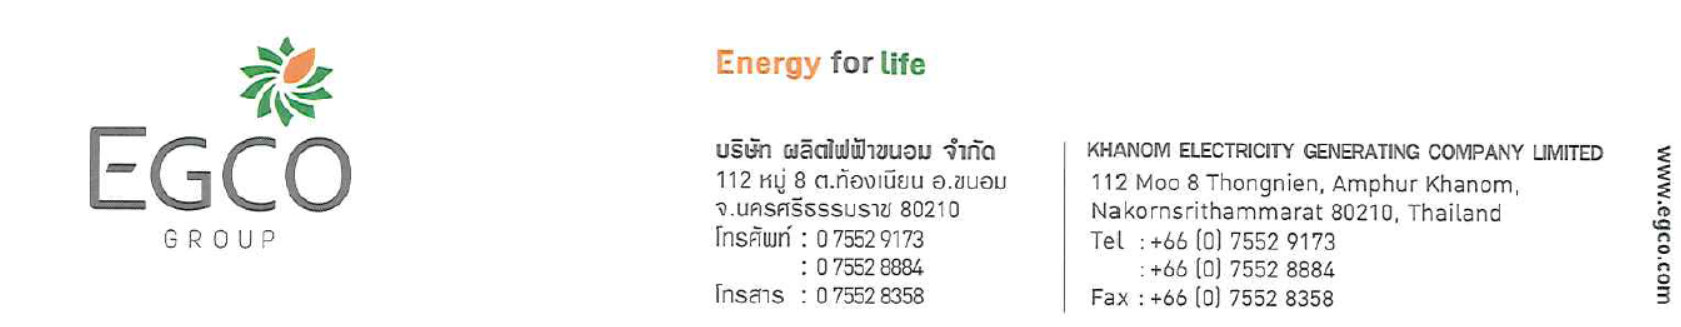 EGCO
GROUP
Energy for life
บริษัท ผลิตไฟฟ้าขนอม จำกัด
112 หมู่ 8 ต.ท้องเนียน อ.ขนอม
จ.นครศรีธรรมราช 80210
โทรศัพท์ : 0 7552 9173
: 0 7552 8884
โทรสาร : 0 7552 8358
KHANOM ELECTRICITY GENERATING COMPANY LIMITED
112 Moo 8 Thongnien, Amphur Khanom,
Nakornsrithammarat 80210, Thailand
Tel : +66 (0) 7552 9173
: +66 (0) 7552 8884
Fax : +66 (0) 7552 8358
www.egco.com